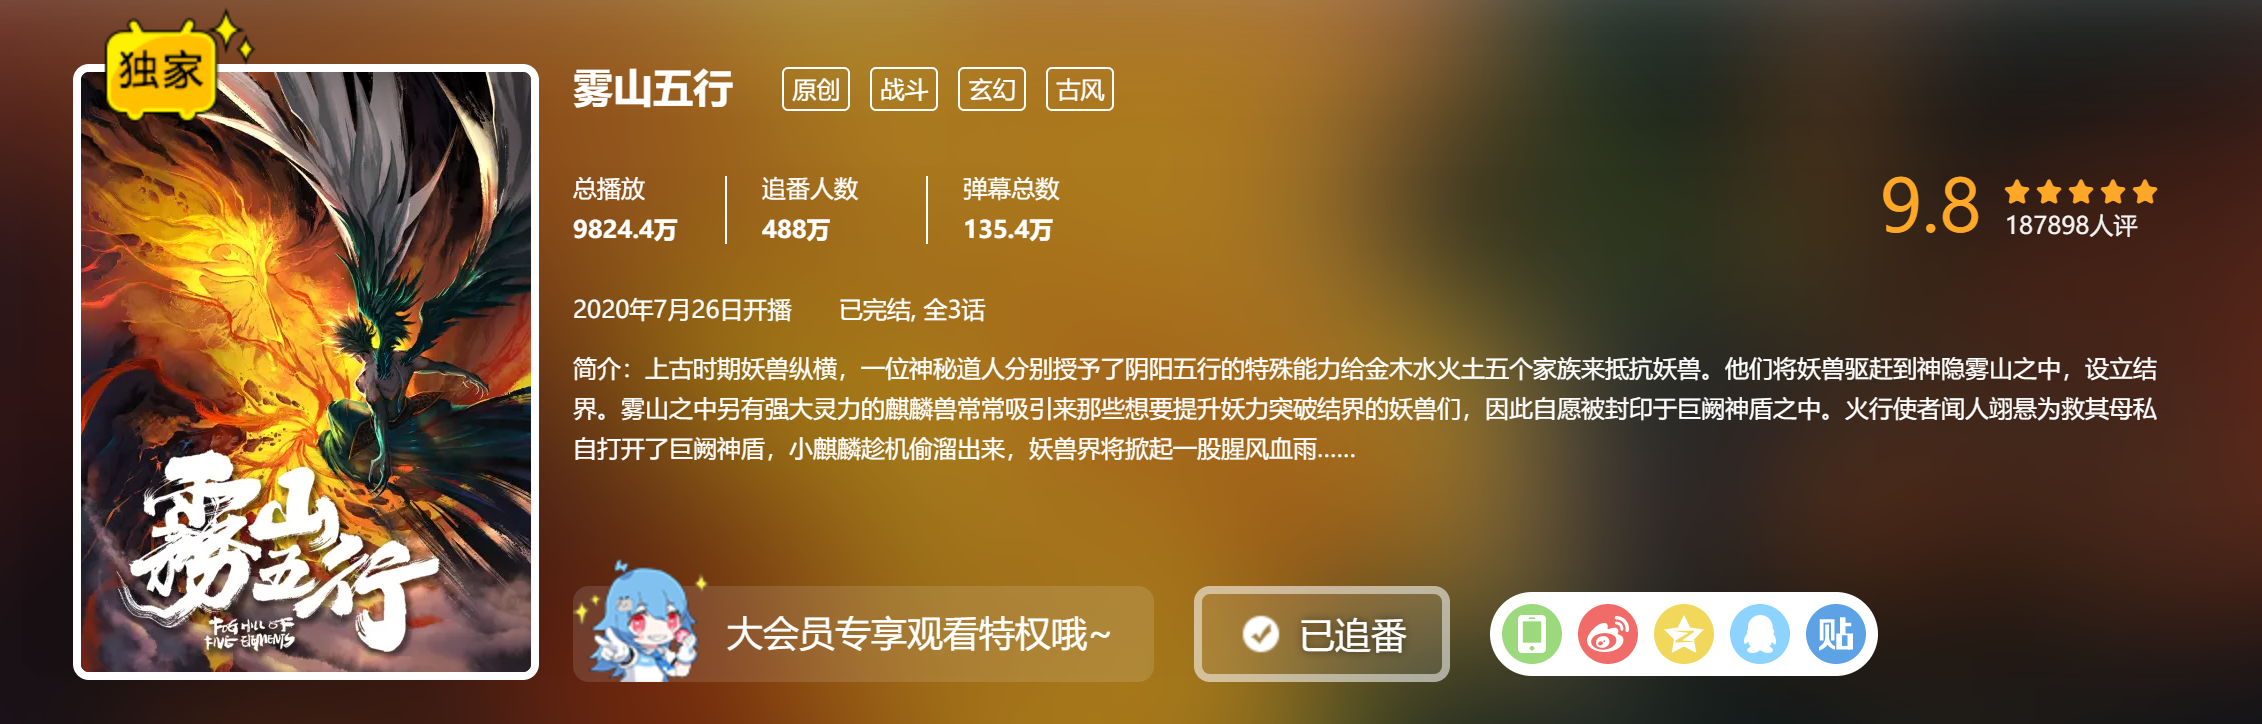 独家
雾山五行
原创
战斗
玄幻
古风
总播放
9824.4万
追番人数
488万
弹幕总数
135.4万
9.8
187898人评
2020年7月26日开播
已完结, 全3话
简介：上古时期妖兽纵横，一位神秘道人分别授予了阴阳五行的特殊能力给金木水火土五个家族来抵抗妖兽。他们将妖兽驱赶到神隐雾山之中，设立结
界。雾山之中另有强大灵力的麒麟兽常常吸引来那些想要提升妖力突破结界的妖兽们，因此自愿被封印于巨阙神盾之中。火行使者闻人翊悬为救其母私
自打开了巨阙神盾，小麒麟趁机偷溜出来，妖兽界将掀起一股腥风血雨......
霧山五行
FOG HILL OF
FIVE ELEMENTS
大会员专享观看特权哦~
已追番
贴